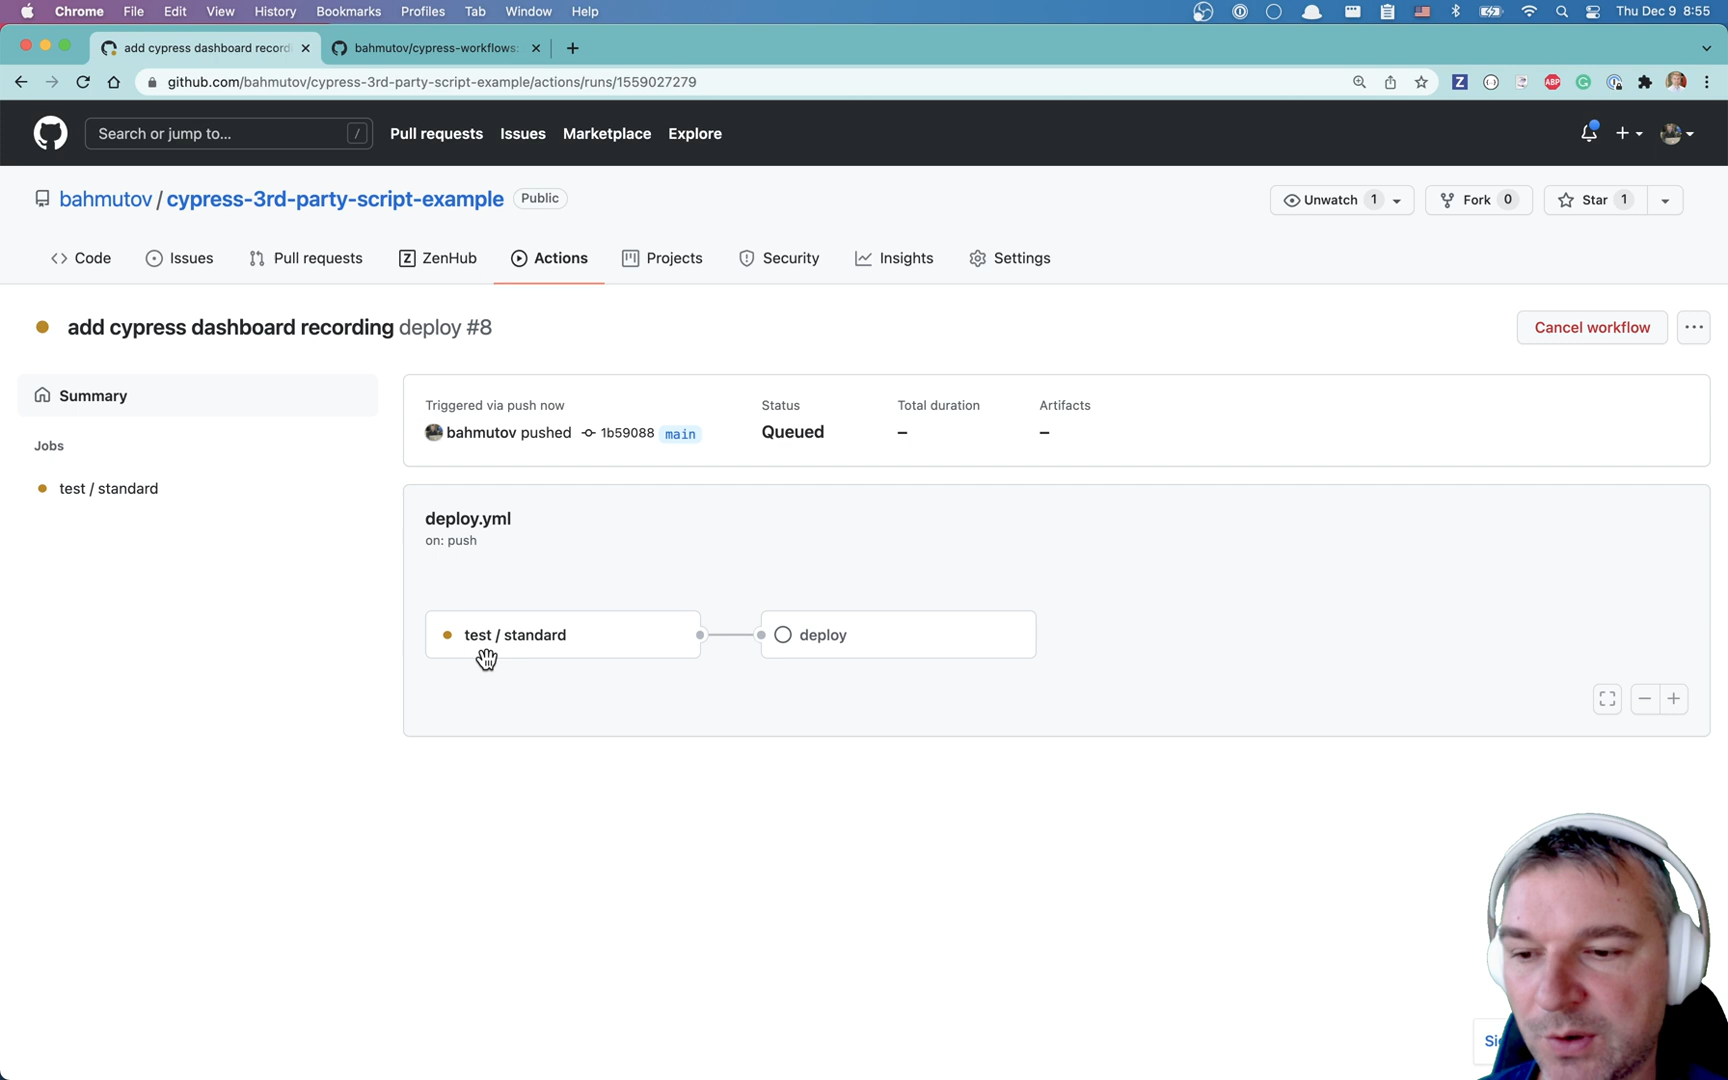 Chrome File Edit View History Bookmarks Profiles Tab Window Help Thu Dec 9 8:55
add cypress dashboard record bahmutov/cypress-workflows:
github.com/bahmutov/cypress-3rd-party-script-example/actions/runs/1559027279 Z ABP
Search or jump to... / Pull requests Issues Marketplace Explore
bahmutov / cypress-3rd-party-script-example Public Unwatch 1 Fork 0 Star 1
Code Issues Pull requests ZenHub Actions Projects Security Insights Settings
add cypress dashboard recording deploy #8 Cancel workflow
Summary
Jobs
test / standard
Triggered via push now Status Total duration Artifacts
bahmutov pushed 1b59088 main Queued – –
deploy.yml
on: push
test / standard deploy